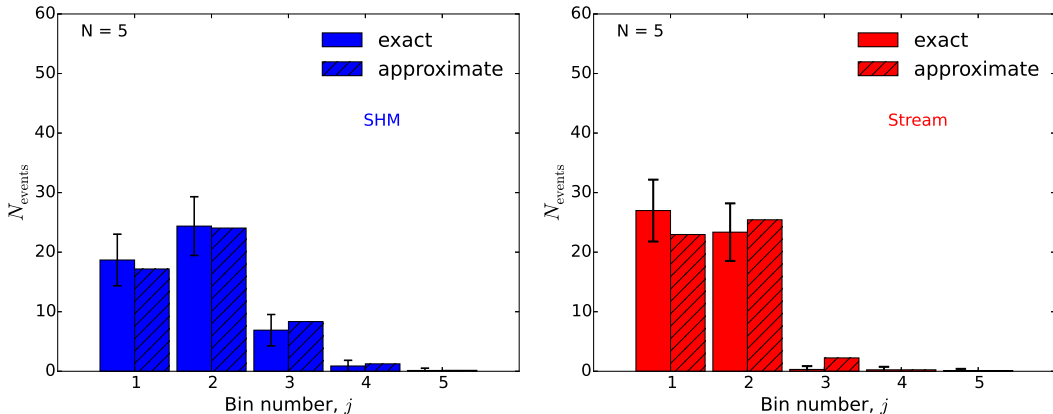 N = 5
exact
approximate
SHM
N_events
60
50
40
30
20
10
0
1 2 3 4 5
Bin number, j
N = 5
exact
approximate
Stream
N_events
60
50
40
30
20
10
0
1 2 3 4 5
Bin number, j